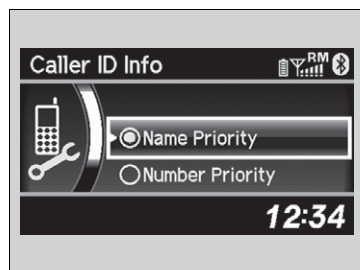 Caller ID Info
RM
Name Priority
Number Priority
12:34